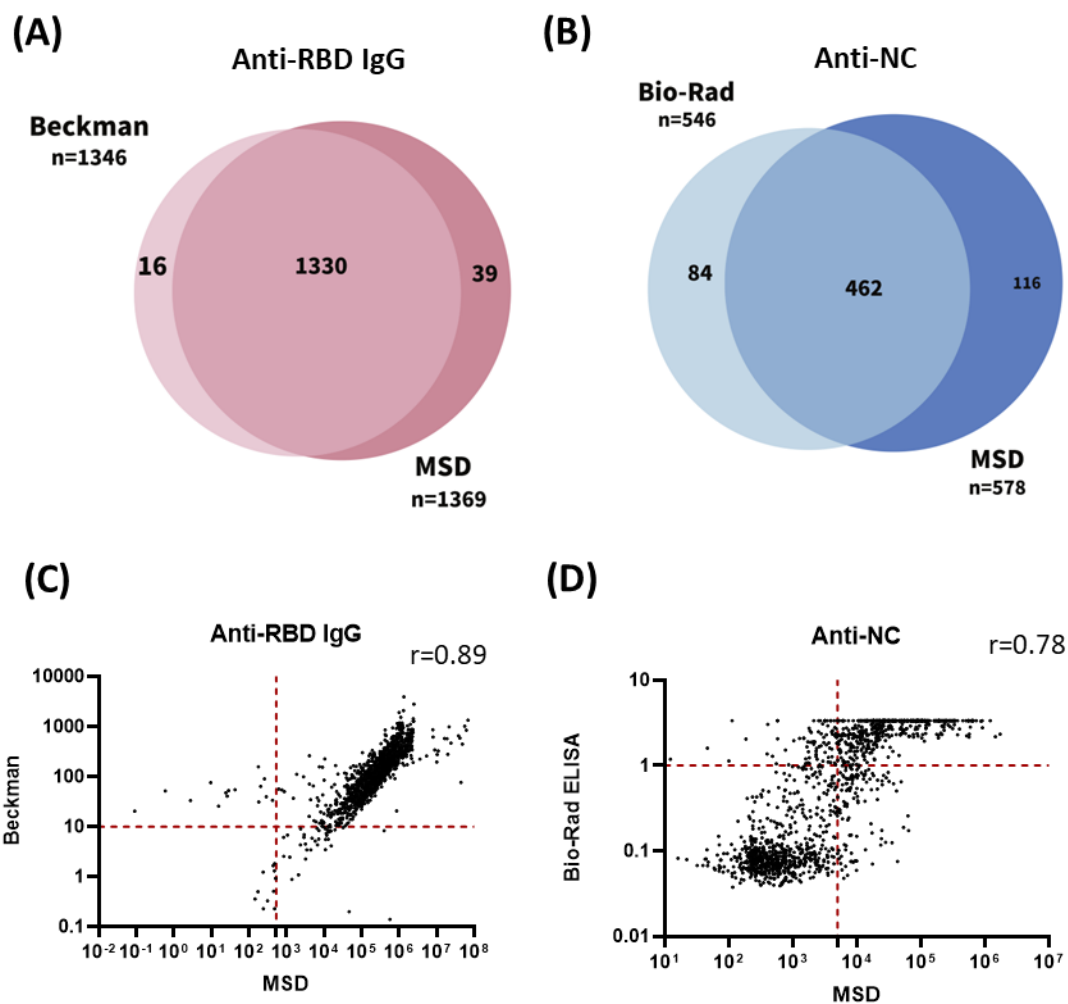 (A)
Anti-RBD IgG
Beckman
n=1346
16
1330
39
MSD
n=1369
(B)
Anti-NC
Bio-Rad
n=546
84
462
116
MSD
n=578
(C)
Anti-RBD IgG
r=0.89
Beckman
10000
1000
100
10
1
0.1
10⁻² 10⁻¹ 10⁰ 10¹ 10² 10³ 10⁴ 10⁵ 10⁶ 10⁷ 10⁸
MSD
(D)
Anti-NC
r=0.78
Bio-Rad ELISA
10
1
0.1
0.01
10¹ 10² 10³ 10⁴ 10⁵ 10⁶ 10⁷
MSD